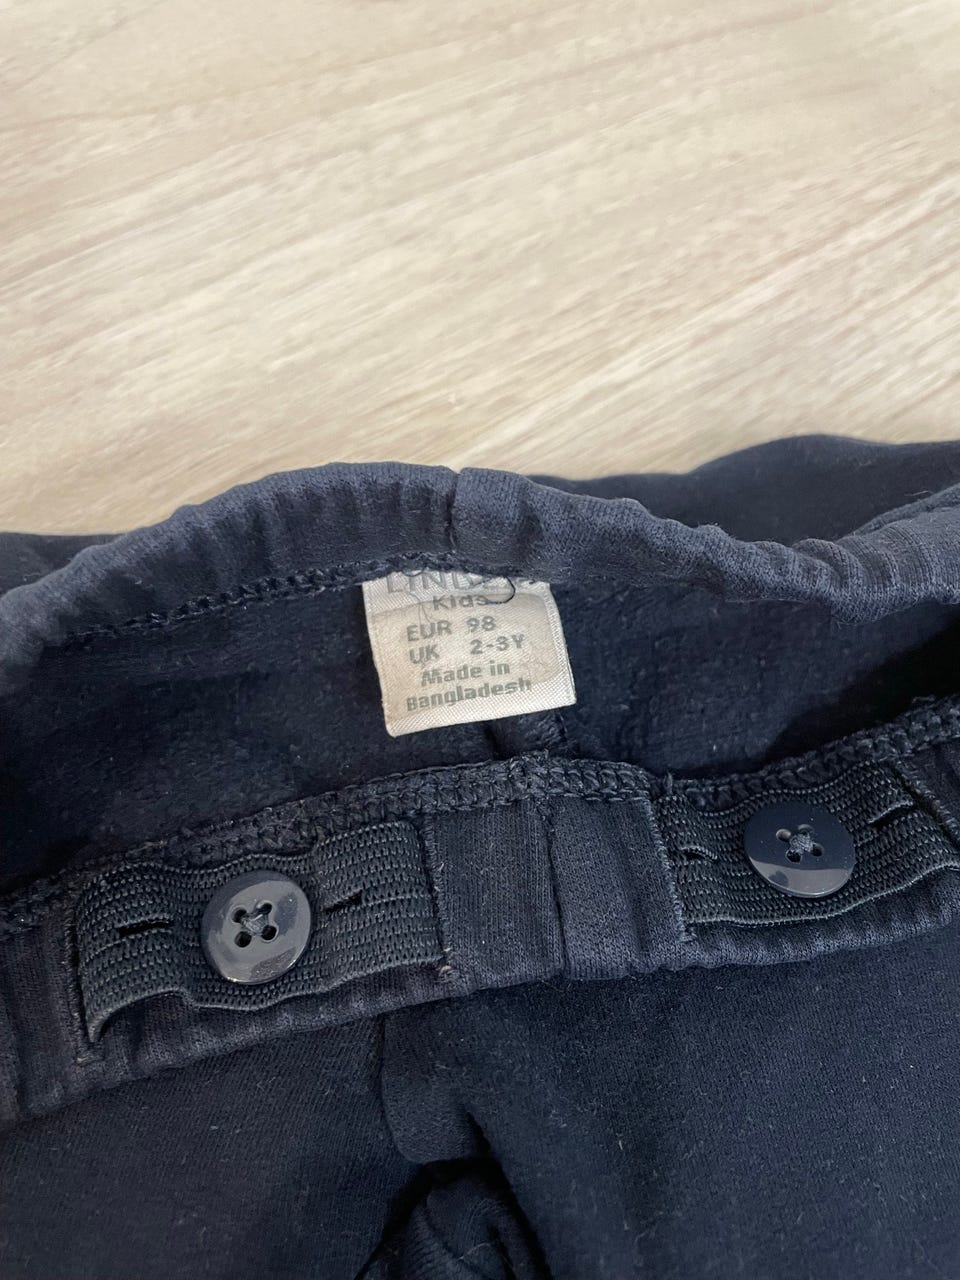 Kids
EUR 98
UK 2-3Y
Made in
Bangladesh